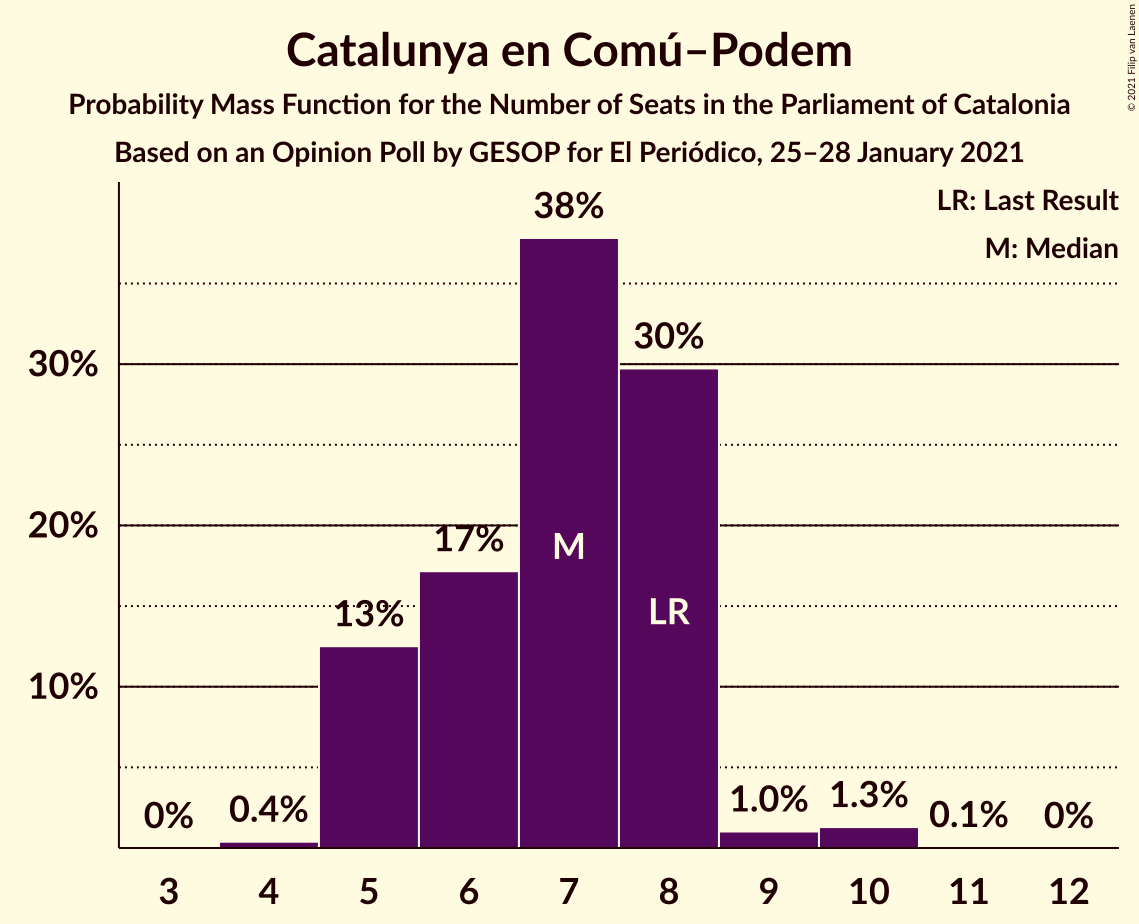 Catalunya en Comú–Podem
Probability Mass Function for the Number of Seats in the Parliament of Catalonia
Based on an Opinion Poll by GESOP for El Periódico, 25–28 January 2021
© 2021 Filip van Laenen
LR: Last Result
M: Median
38%
30%
30%
20%
17%
M
13%
LR
10%
0%
0.4%
1.0%
1.3%
0.1%
0%
3 4 5 6 7 8 9 10 11 12